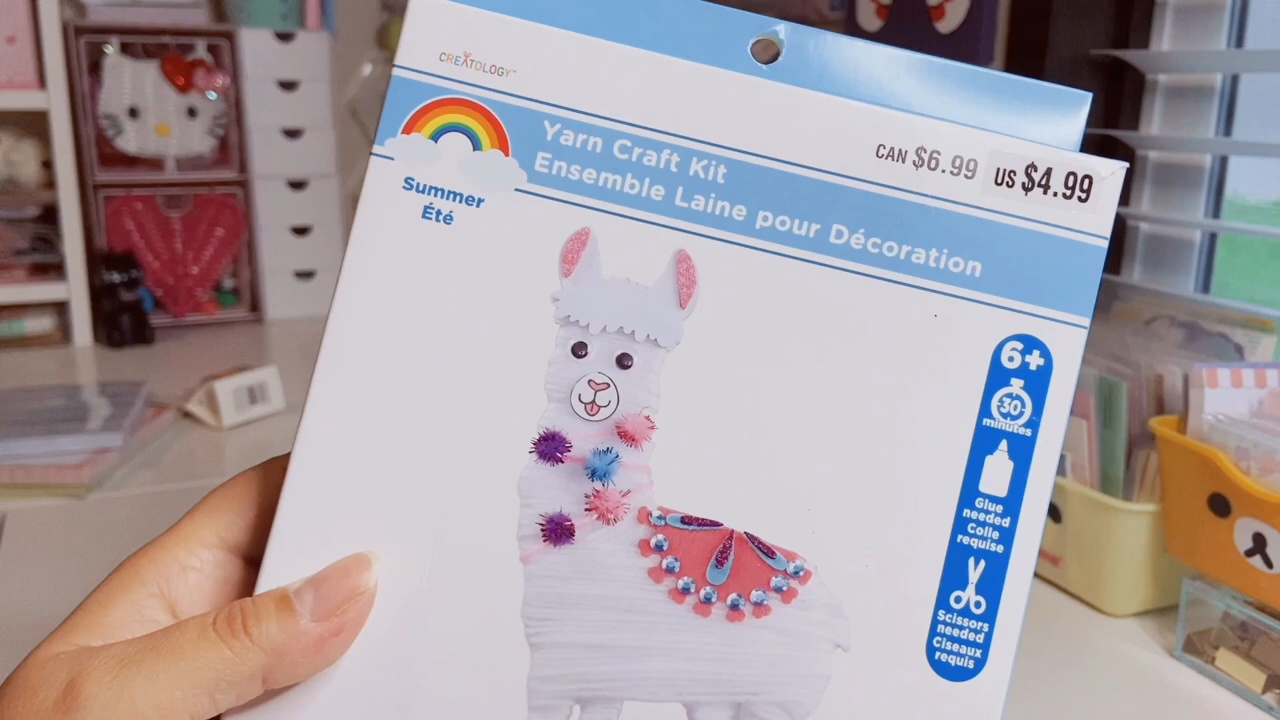 CREATOLOGY™
Yarn Craft Kit
Ensemble Laine pour Décoration
CAN $6.99
US $4.99
Summer
Été
6+
30
minutes
Glue
needed
Colle
requise
Scissors
needed
Ciseaux
requis